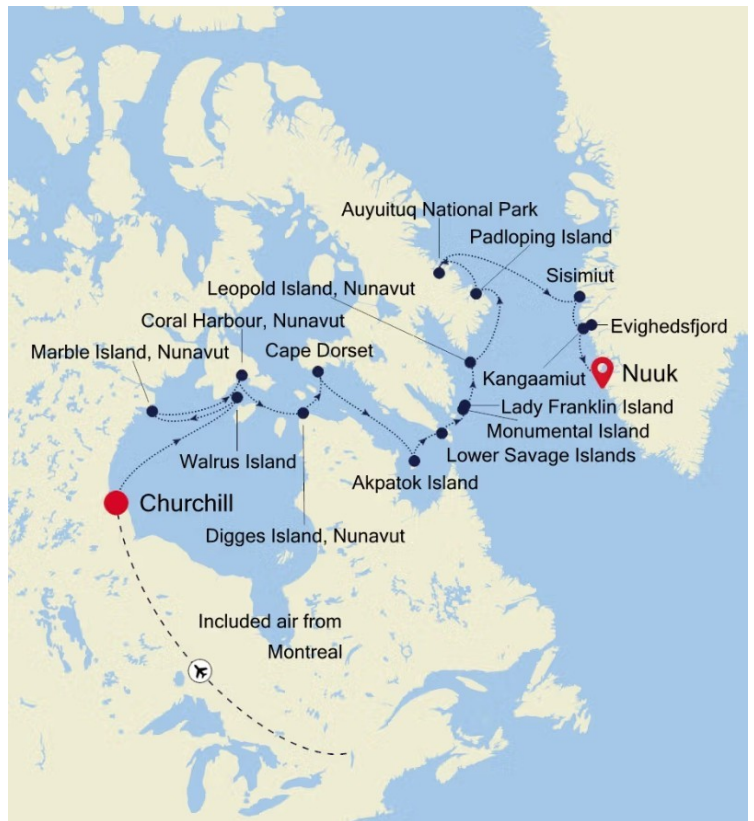 Auyuituq National Park
Padloping Island
Sisimiut
Leopold Island, Nunavut
Coral Harbour, Nunavut
Evighedsfjord
Marble Island, Nunavut
Cape Dorset
Kangaamiut
Nuuk
Lady Franklin Island
Monumental Island
Walrus Island
Lower Savage Islands
Akpatok Island
Churchill
Digges Island, Nunavut
Included air from
Montreal